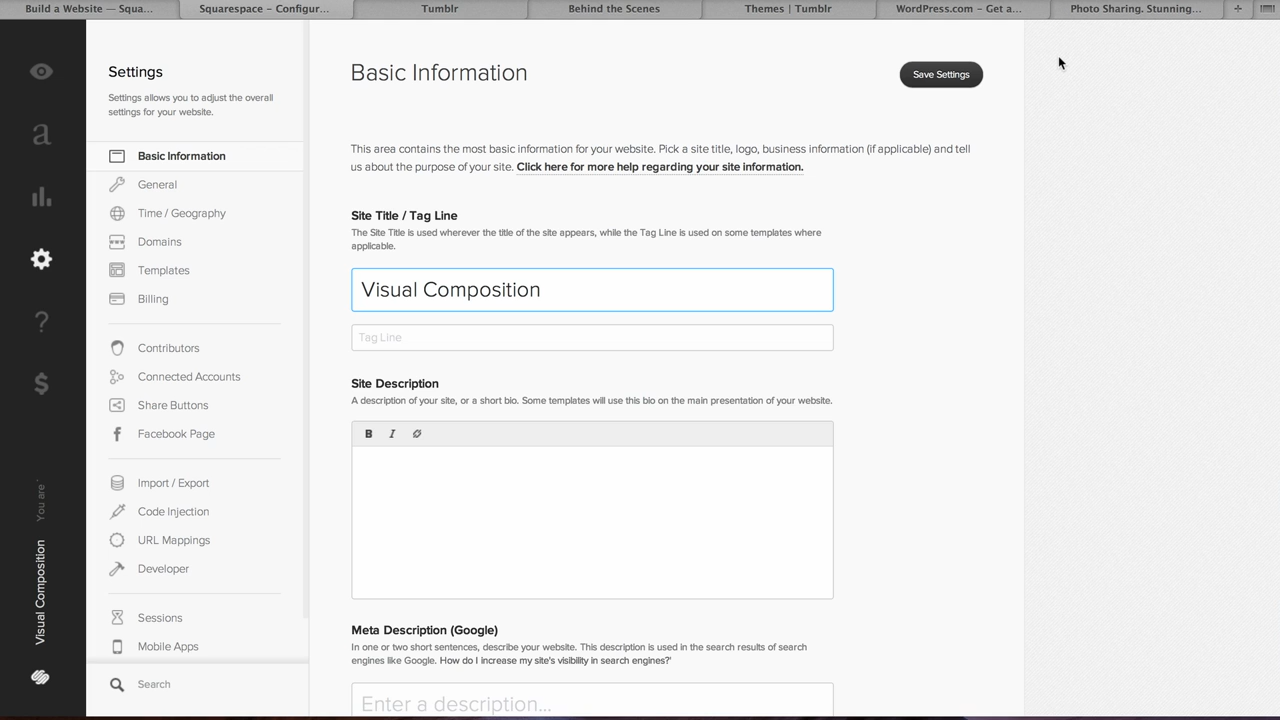 Build a Website — Squa...
Squarespace – Configur...
Tumblr
Behind the Scenes
Themes | Tumblr
WordPress.com – Get a...
Photo Sharing. Stunning...
Settings
Settings allows you to adjust the overall
settings for your website.
Basic Information
General
Time / Geography
Domains
Templates
Billing
Contributors
Connected Accounts
Share Buttons
Facebook Page
Import / Export
Code Injection
URL Mappings
Developer
Sessions
Mobile Apps
Search
You are
Visual Composition
Basic Information
Save Settings
This area contains the most basic information for your website. Pick a site title, logo, business information (if applicable) and tell
us about the purpose of your site. Click here for more help regarding your site information.
Site Title / Tag Line
The Site Title is used wherever the title of the site appears, while the Tag Line is used on some templates where
applicable.
Visual Composition
Tag Line
Site Description
A description of your site, or a short bio. Some templates will use this bio on the main presentation of your website.
B I
Meta Description (Google)
In one or two short sentences, describe your website. This description is used in the search results of search
engines like Google. How do I increase my site's visibility in search engines?'
Enter a description...